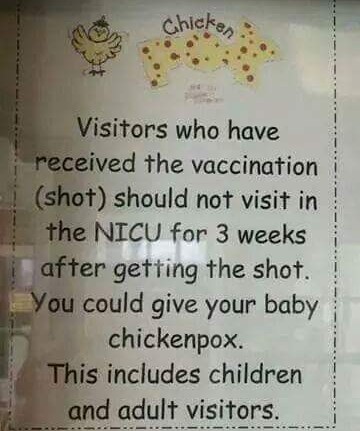 Chicken
Pox
Visitors who have
received the vaccination
(shot) should not visit in
the NICU for 3 weeks
after getting the shot.
You could give your baby
chickenpox.
This includes children
and adult visitors.